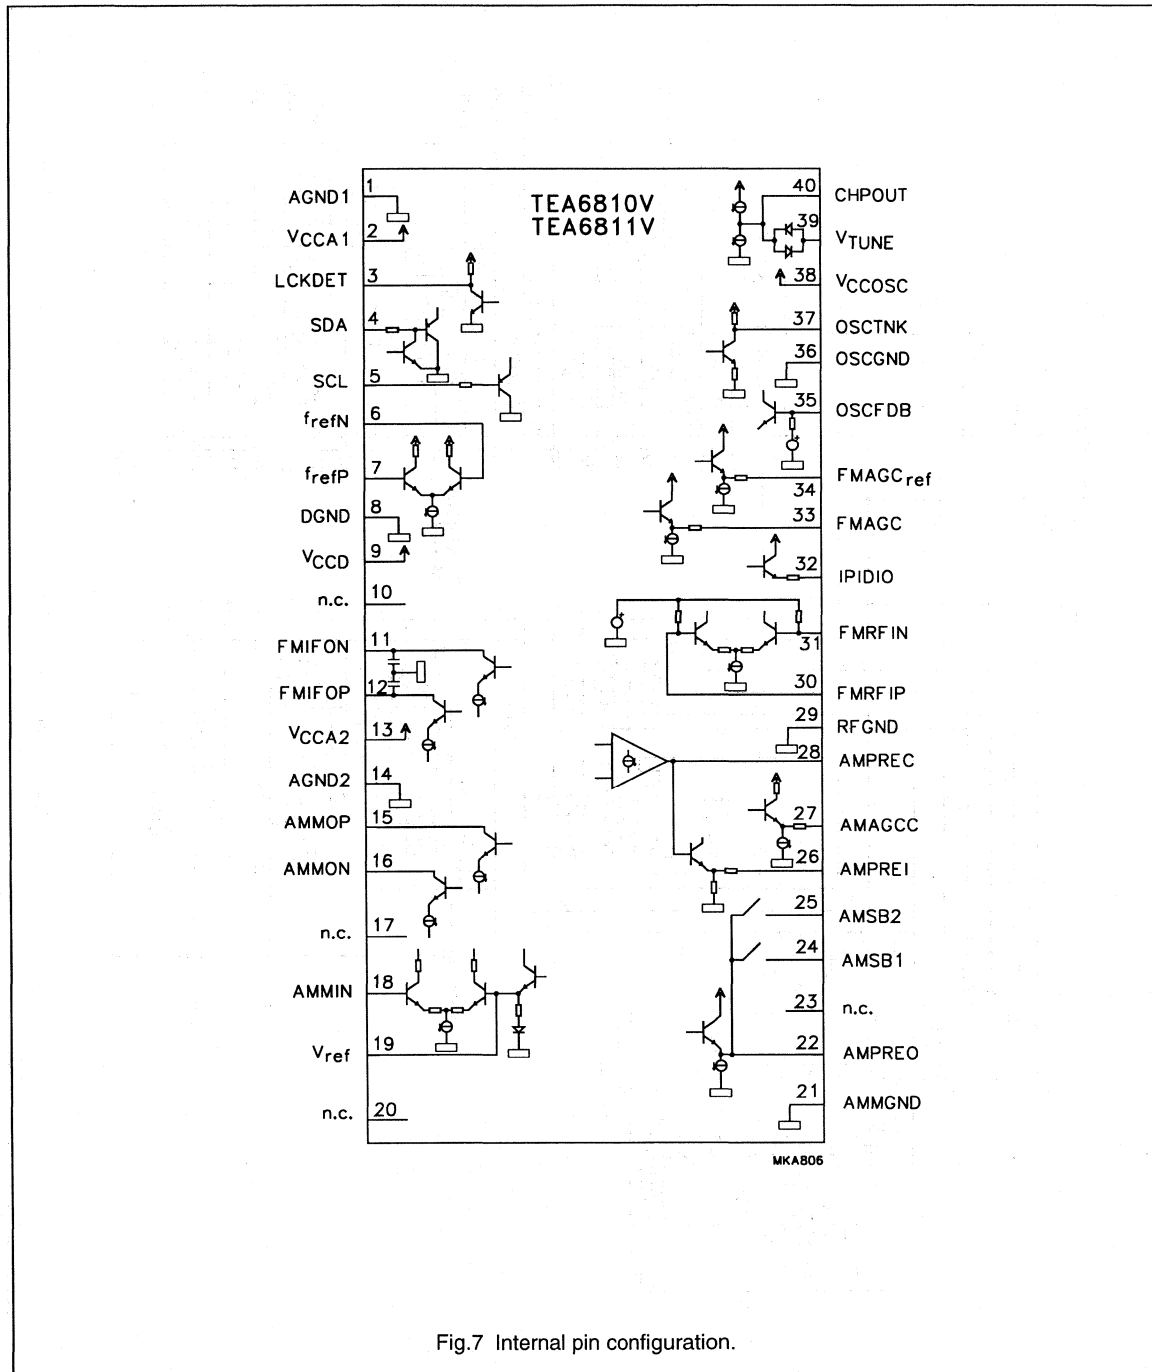 TEA6810V
TEA6811V
AGND1 1
VCCA1 2
LCKDET 3
SDA 4
SCL 5
frefN 6
frefP 7
DGND 8
VCCD 9
n.c. 10
FMIFON 11
FMIFOP 12
VCCA2 13
AGND2 14
AMMOP 15
AMMON 16
n.c. 17
AMMIN 18
Vref 19
n.c. 20
40 CHPOUT
39 VTUNE
38 VCCOSC
37 OSCTNK
36 OSCGND
35 OSCFDB
34 FMAGCref
33 FMAGC
32 IPIDIO
31 FMRFIN
30 FMRFIP
29 RFGND
28 AMPREC
27 AMAGCC
26 AMPREI
25 AMSB2
24 AMSB1
23 n.c.
22 AMPREO
21 AMMGND
MKA806
Fig.7 Internal pin configuration.